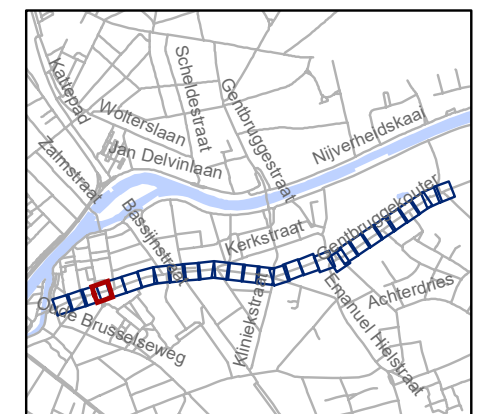 Kattepad
Scheldestraat
Gentbruggestraat
Wolterslaan
Nijverheidskaai
Jan Delvinlaan
Zalmstraat
Bassijnstraat
Kerkstraat
Gentbruggekouter
Kliniekstraat
Achterdries
Oude Brusselseweg
Emanuel Hielstraat